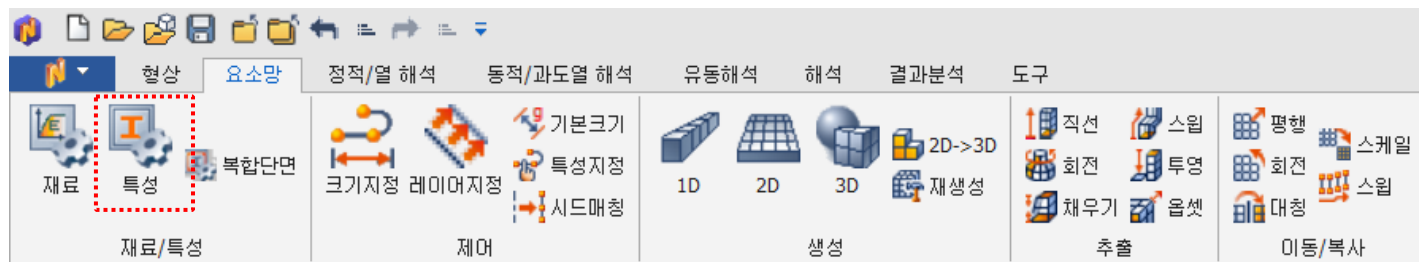 형상 요소망 정적/열 해석 동적/과도열 해석 유동해석 해석 결과분석 도구
재료 특성 복합단면
크기지정 레이어지정 기본크기
특성지정
시드매칭
1D 2D 3D 2D->3D
재생성
직선 스윕
회전 투영
채우기 옵셋
평행 스케일
회전 스윕
대칭
재료/특성 제어 생성 추출 이동/복사